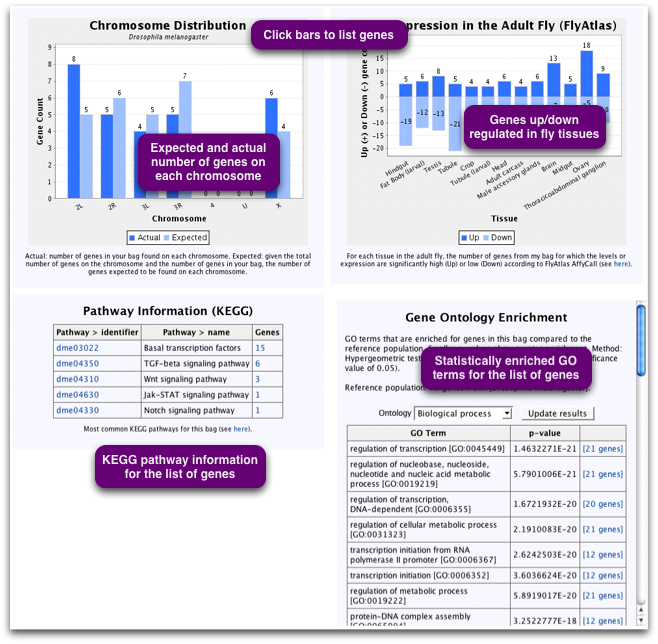 Chromosome Distribution
Drosophila melanogaster
Click bars to list genes
Gene Count
9
8
7
6
5
4
3
8
5
5
6
4
5
5
7
0
0
6
4
Expected and actual
number of genes on
each chromosome
2L
2R
3L
3R
4
U
X
Chromosome
Actual
Expected
Actual: number of genes in your bag found on each chromosome. Expected: given the total
number of genes on the chromosome and the number of genes in your bag, the number of
genes expected to be found on each chromosome.
pression in the Adult Fly (FlyAtlas)
Up (+) or Down (-) gene co
20
15
10
5
0
-5
-10
-15
-20
5
6
8
5
4
4
6
4
6
13
5
18
9
-19
-12
-13
-21
Genes up/down
regulated in fly tissues
Hindgut
Fat Body (larval)
Testis
Tubule
Crop
Tubule (larval)
Head
Adult carcass
Male accessory glands
Brain
Midgut
Ovary
Thoracicoabdominal ganglion
Tissue
Up
Down
For each tissue in the adult fly, the number of genes from my bag for which the levels or
expression are significantly high (Up) or low (Down) according to FlyAtlas AffyCall (see here).
Pathway Information (KEGG)
Pathway > identifier Pathway > name Genes
dme03022 Basal transcription factors 15
dme04350 TGF-beta signaling pathway 6
dme04310 Wnt signaling pathway 3
dme04630 Jak-STAT signaling pathway 1
dme04330 Notch signaling pathway 1
Most common KEGG pathways for this bag (see here).
KEGG pathway information
for the list of genes
Gene Ontology Enrichment
GO terms that are enriched for genes in this bag compared to the
reference population. Method:
Hypergeometric test ficance
value of 0.05).
Reference population
Statistically enriched GO
terms for the list of genes
Ontology Biological process Update results
GO Term p-value
regulation of transcription [GO:0045449] 1.4632271E-21 [21 genes]
regulation of nucleobase, nucleoside,
nucleotide and nucleic acid metabolic
process [GO:0019219] 5.7901006E-21 [21 genes]
regulation of transcription,
DNA-dependent [GO:0006355] 1.6721932E-20 [20 genes]
regulation of cellular metabolic process
[GO:0031323] 2.1910083E-20 [21 genes]
transcription initiation from RNA
polymerase II promoter [GO:0006367] 2.6242503E-20 [12 genes]
transcription initiation [GO:0006352] 3.6036624E-20 [12 genes]
regulation of metabolic process
[GO:0019222] 5.8919017E-20 [21 genes]
protein-DNA complex assembly 3.2522777E-18 [12 genes]